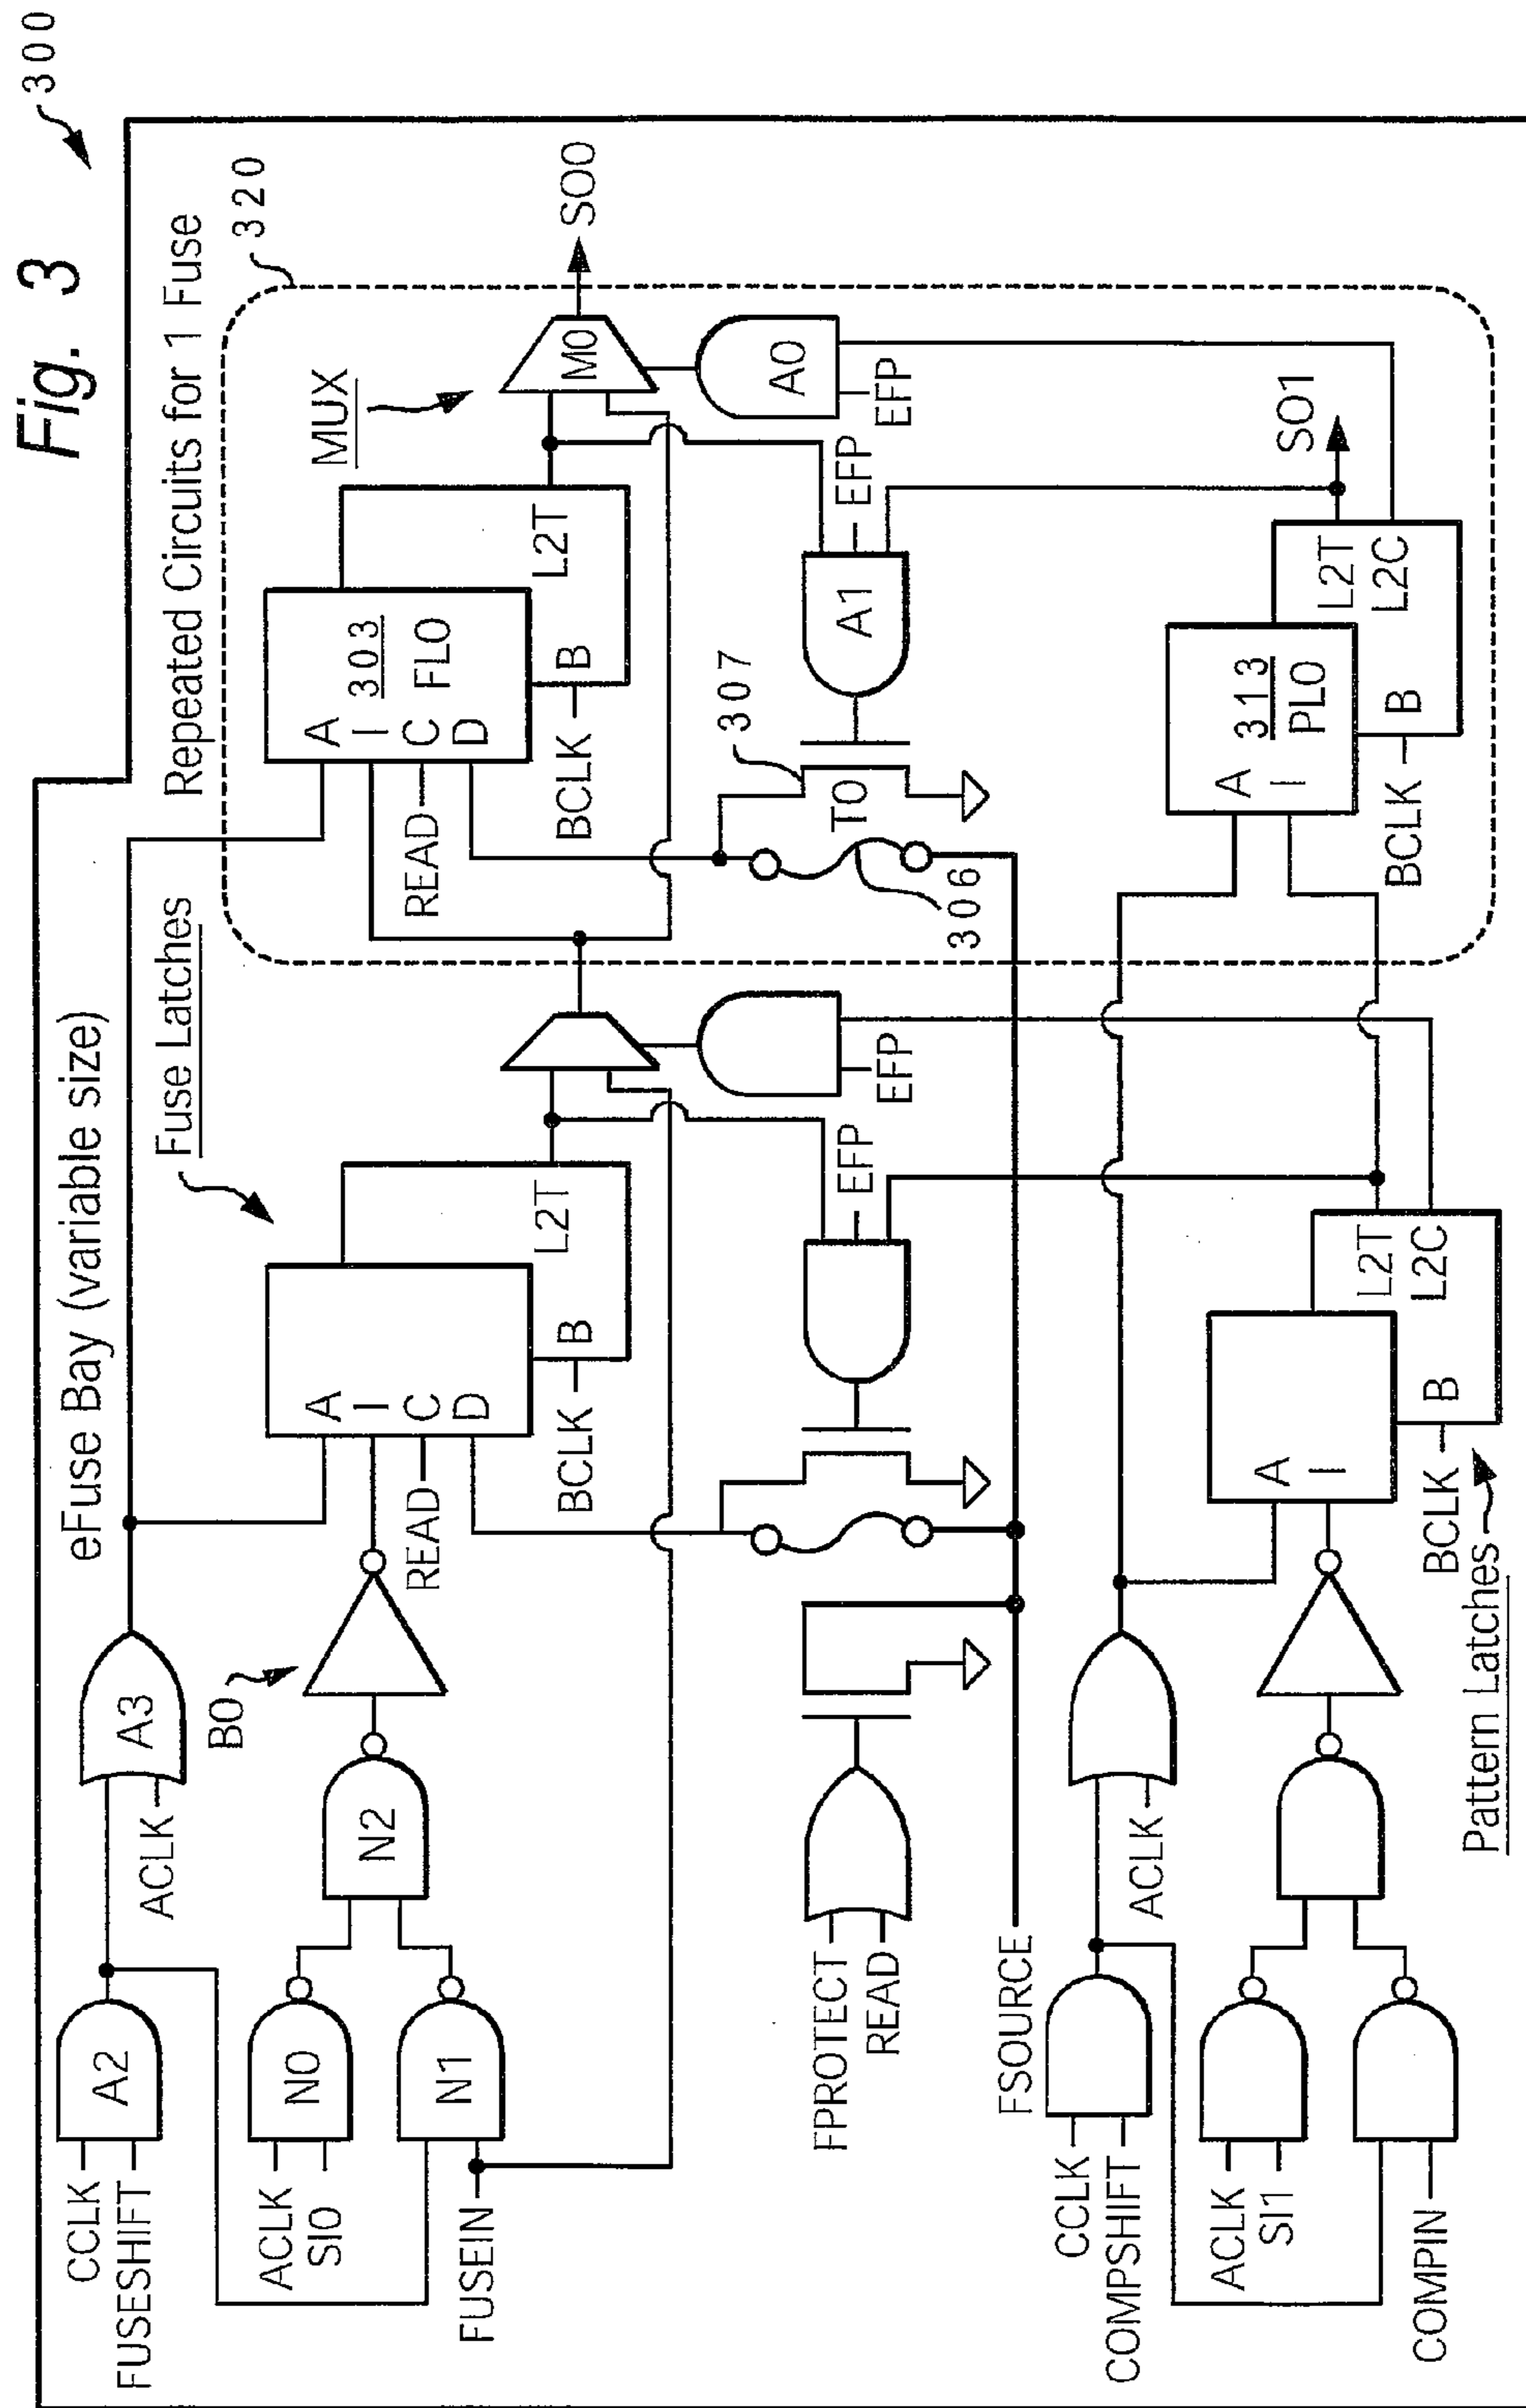 Fig. 3
300
eFuse Bay (variable size)
Repeated Circuits for 1 Fuse
320
Fuse Latches
MUX
CCLK
FUSESHIFT
A2
ACLK
A3
B0
ACLK
SI0
N0
N1
N2
FUSEIN
A
I
C
D
READ
BCLK
B
L2T
EFP
EFP
A
I
C
D
303
FL0
READ
BCLK
B
L2T
M0
SO0
A0
EFP
A1
EFP
307
T0
306
FPROTECT
READ
FSOURCE
CCLK
COMPSHIFT
ACLK
ACLK
SI1
COMPIN
A
I
L2T
L2C
BCLK
B
Pattern Latches
A
I
313
PL0
L2T
L2C
BCLK
B
SO1